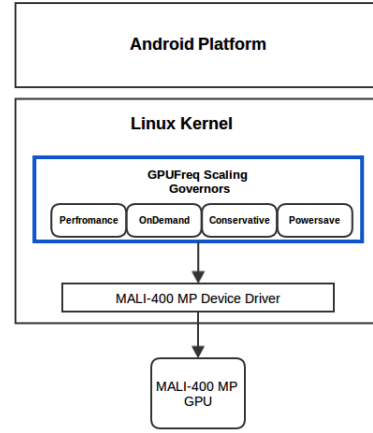 Android Platform
Linux Kernel
GPUFreq Scaling
Governors
Perfromance OnDemand Conservative Powersave
MALI-400 MP Device Driver
MALI-400 MP
GPU